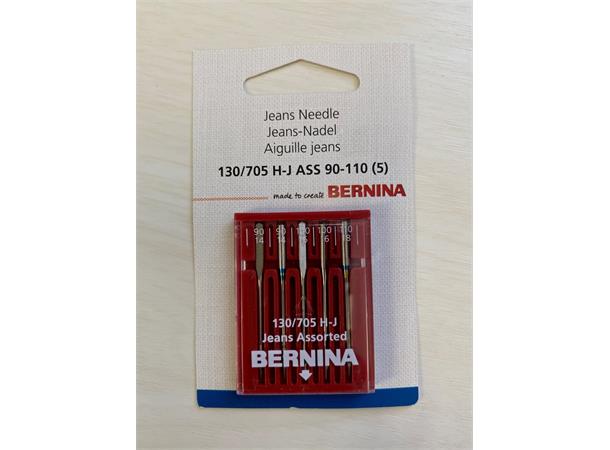 Jeans Needle
Jeans-Nadel
Aiguille jeans
130/705 H-J ASS 90-110 (5)
made to create BERNINA
90 90 100 100 110
14 14 16 16 18
130/705 H-J
Jeans Assorted
BERNINA